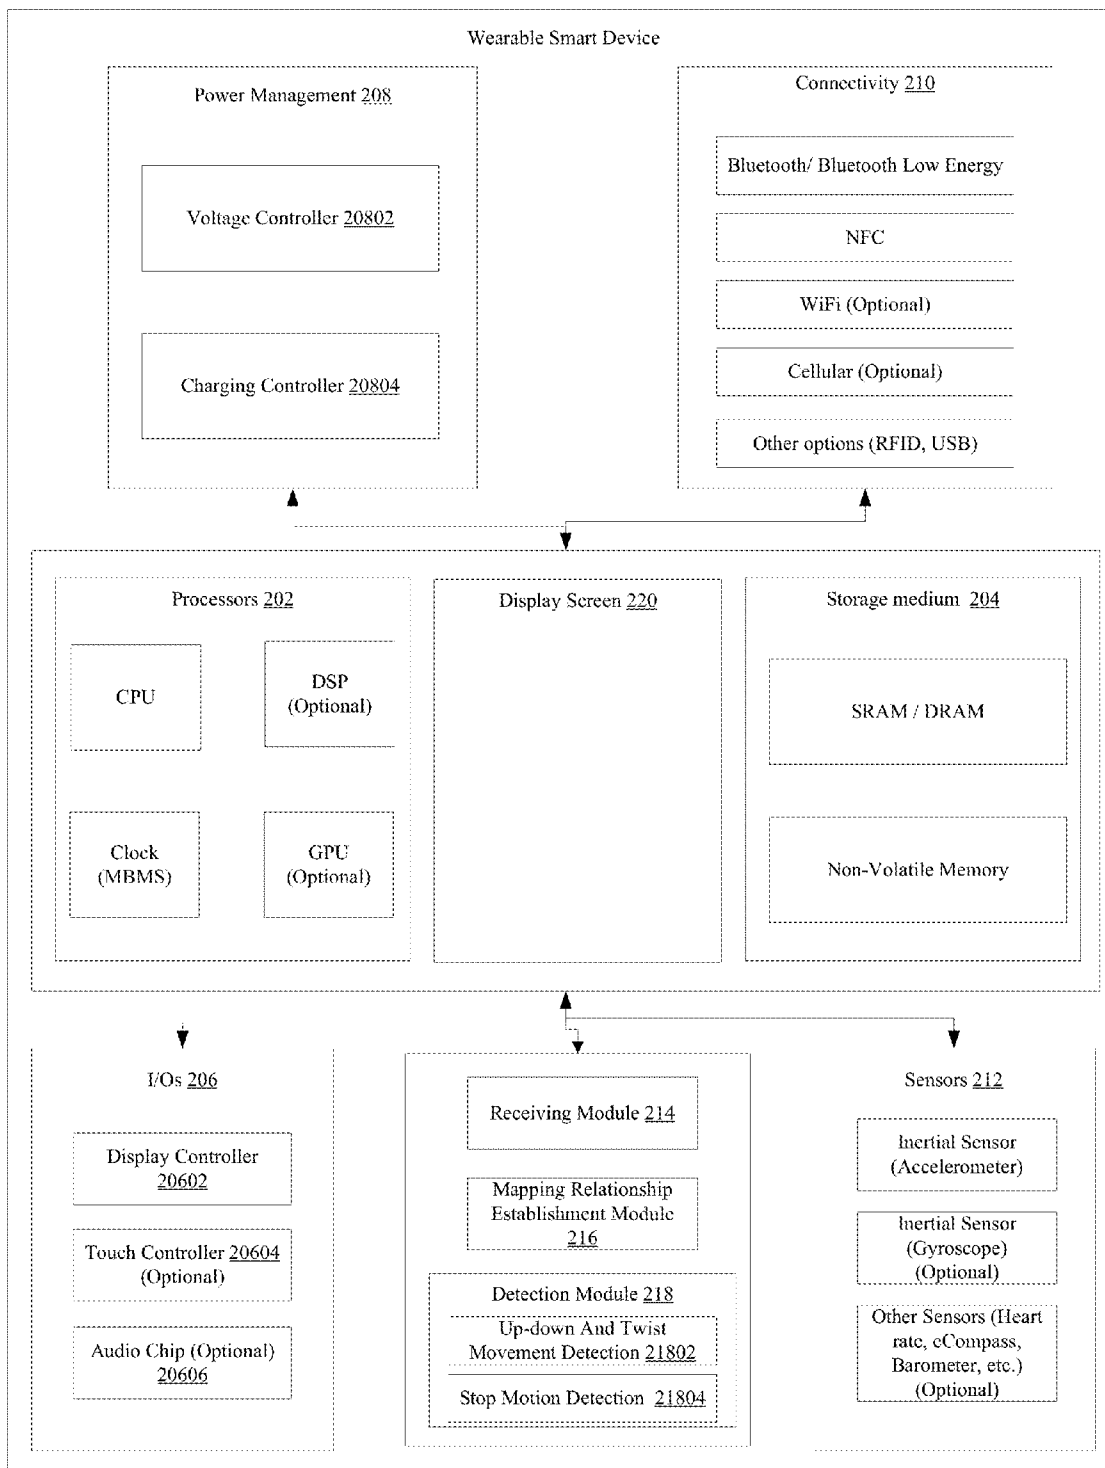 Wearable Smart Device
Power Management 208
Voltage Controller 20802
Charging Controller 20804
Connectivity 210
Bluetooth/ Bluetooth Low Energy
NFC
WiFi (Optional)
Cellular (Optional)
Other options (RFID, USB)
Processors 202
CPU
DSP
(Optional)
Clock
(MBMS)
GPU
(Optional)
Display Screen 220
Storage medium 204
SRAM / DRAM
Non-Volatile Memory
I/Os 206
Display Controller
20602
Touch Controller 20604
(Optional)
Audio Chip (Optional)
20606
Receiving Module 214
Mapping Relationship
Establishment Module
216
Detection Module 218
Up-down And Twist
Movement Detection 21802
Stop Motion Detection 21804
Sensors 212
Inertial Sensor
(Accelerometer)
Inertial Sensor
(Gyroscope)
(Optional)
Other Sensors (Heart
rate, eCompass,
Barometer, etc.)
(Optional)